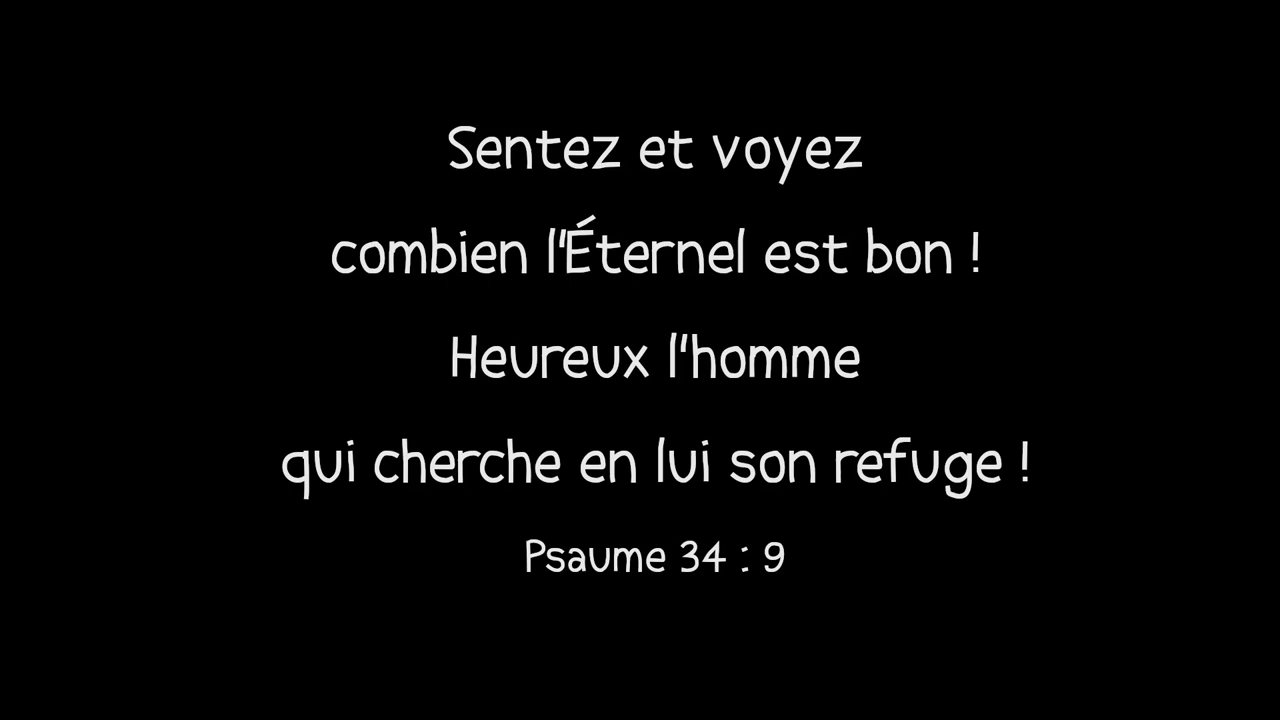 Sentez et voyez
combien l'Éternel est bon !
Heureux l'homme
qui cherche en lui son refuge !
Psaume 34 : 9